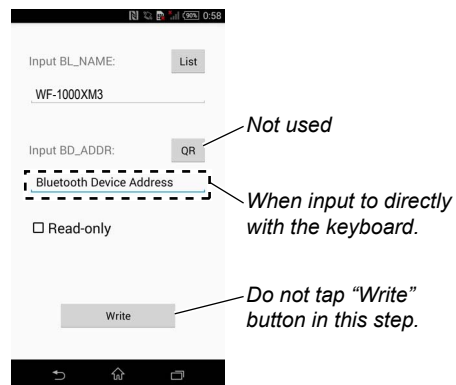 90% 0:58
Input BL_NAME:
List
WF-1000XM3
Not used
Input BD_ADDR:
QR
Bluetooth Device Address
When input to directly
with the keyboard.
Read-only
Do not tap “Write”
button in this step.
Write